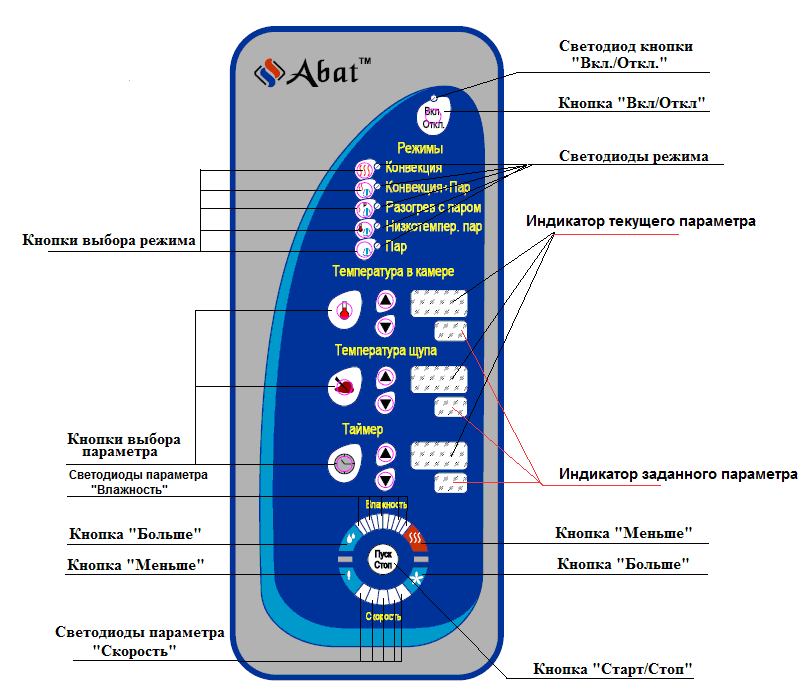 Abat™
Светодиод кнопки
"Вкл./Откл."
Кнопка "Вкл/Откл"
Вкл.
Откл.
Режимы
Светодиоды режима
Конвекция
Конвекция+Пар
Разогрев с паром
Низкотемпер. пар
Пар
Кнопки выбора режима
Индикатор текущего параметра
Температура в камере
Температура щупа
Таймер
Кнопки выбора
параметра
Светодиоды параметра
"Влажность"
Индикатор заданного параметра
Влажность
Кнопка "Больше"
Кнопка "Меньше"
Пуск
Стоп
Кнопка "Меньше"
Кнопка "Больше"
Скорость
Светодиоды параметра
"Скорость"
Кнопка "Старт/Стоп"